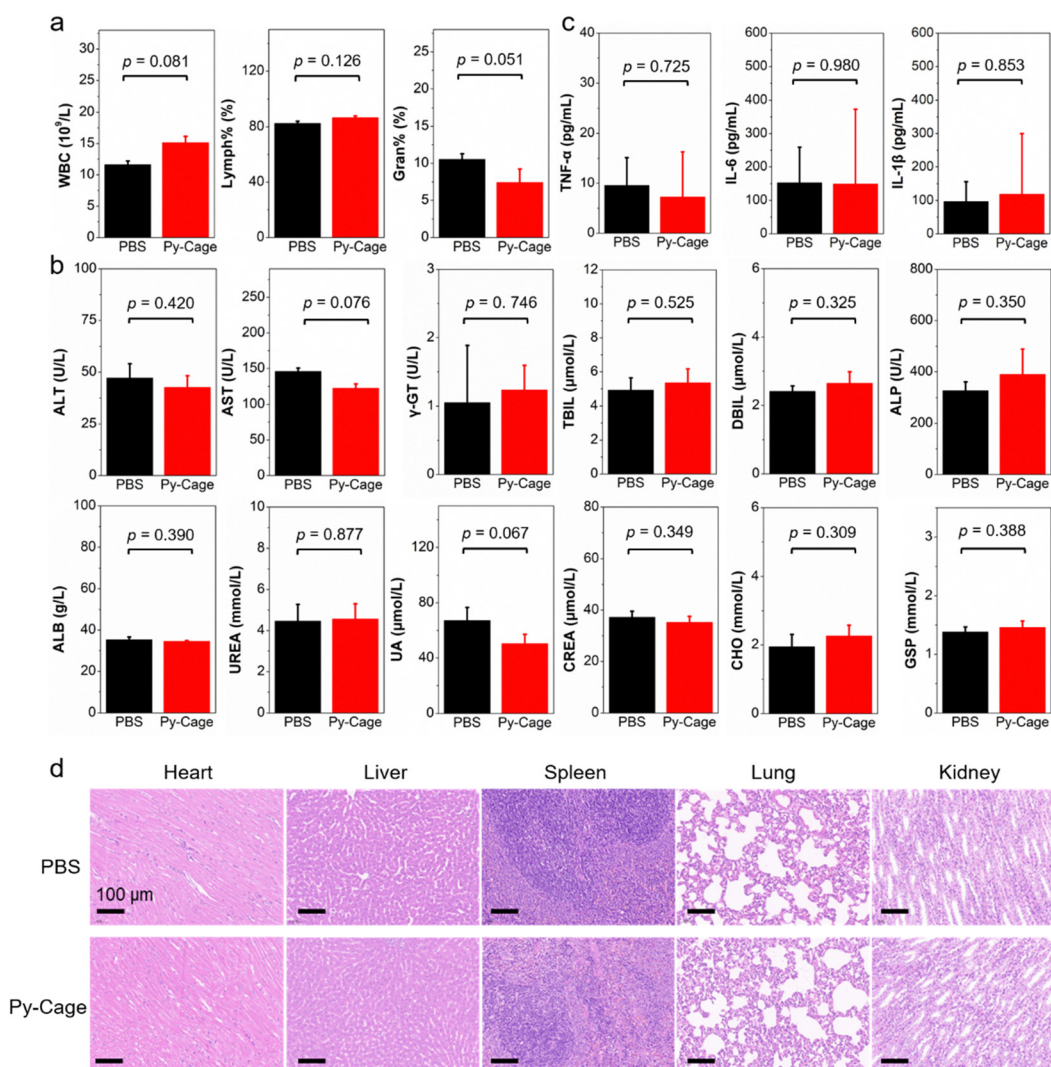 a
WBC (10⁹/L)
30
25
20
15
10
5
0
p = 0.081
PBS Py-Cage
Lymph% (%)
120
80
40
0
p = 0.126
PBS Py-Cage
Gran% (%)
25
20
15
10
5
0
p = 0.051
PBS Py-Cage
c
TNF-α (pg/mL)
40
30
20
10
0
p = 0.725
PBS Py-Cage
IL-6 (pg/mL)
600
500
400
300
200
100
0
p = 0.980
PBS Py-Cage
IL-1β (pg/mL)
600
500
400
300
200
100
0
p = 0.853
PBS Py-Cage
b
ALT (U/L)
100
75
50
25
0
p = 0.420
PBS Py-Cage
AST (U/L)
250
200
150
100
50
0
p = 0.076
PBS Py-Cage
γ-GT (U/L)
3
2
1
0
p = 0. 746
PBS Py-Cage
TBIL (μmol/L)
12
10
8
6
4
2
0
p = 0.525
PBS Py-Cage
DBIL (μmol/L)
6
4
2
0
p = 0.325
PBS Py-Cage
ALP (U/L)
800
600
400
200
0
p = 0.350
PBS Py-Cage
ALB (g/L)
100
80
60
40
20
0
p = 0.390
PBS Py-Cage
UREA (mmol/L)
10
8
6
4
2
0
p = 0.877
PBS Py-Cage
UA (μmol/L)
120
80
40
0
p = 0.067
PBS Py-Cage
CREA (μmol/L)
80
60
40
20
0
p = 0.349
PBS Py-Cage
CHO (mmol/L)
6
4
2
0
p = 0.309
PBS Py-Cage
GSP (mmol/L)
3
2
1
0
p = 0.388
PBS Py-Cage
d
Heart Liver Spleen Lung Kidney
PBS
100 μm
Py-Cage